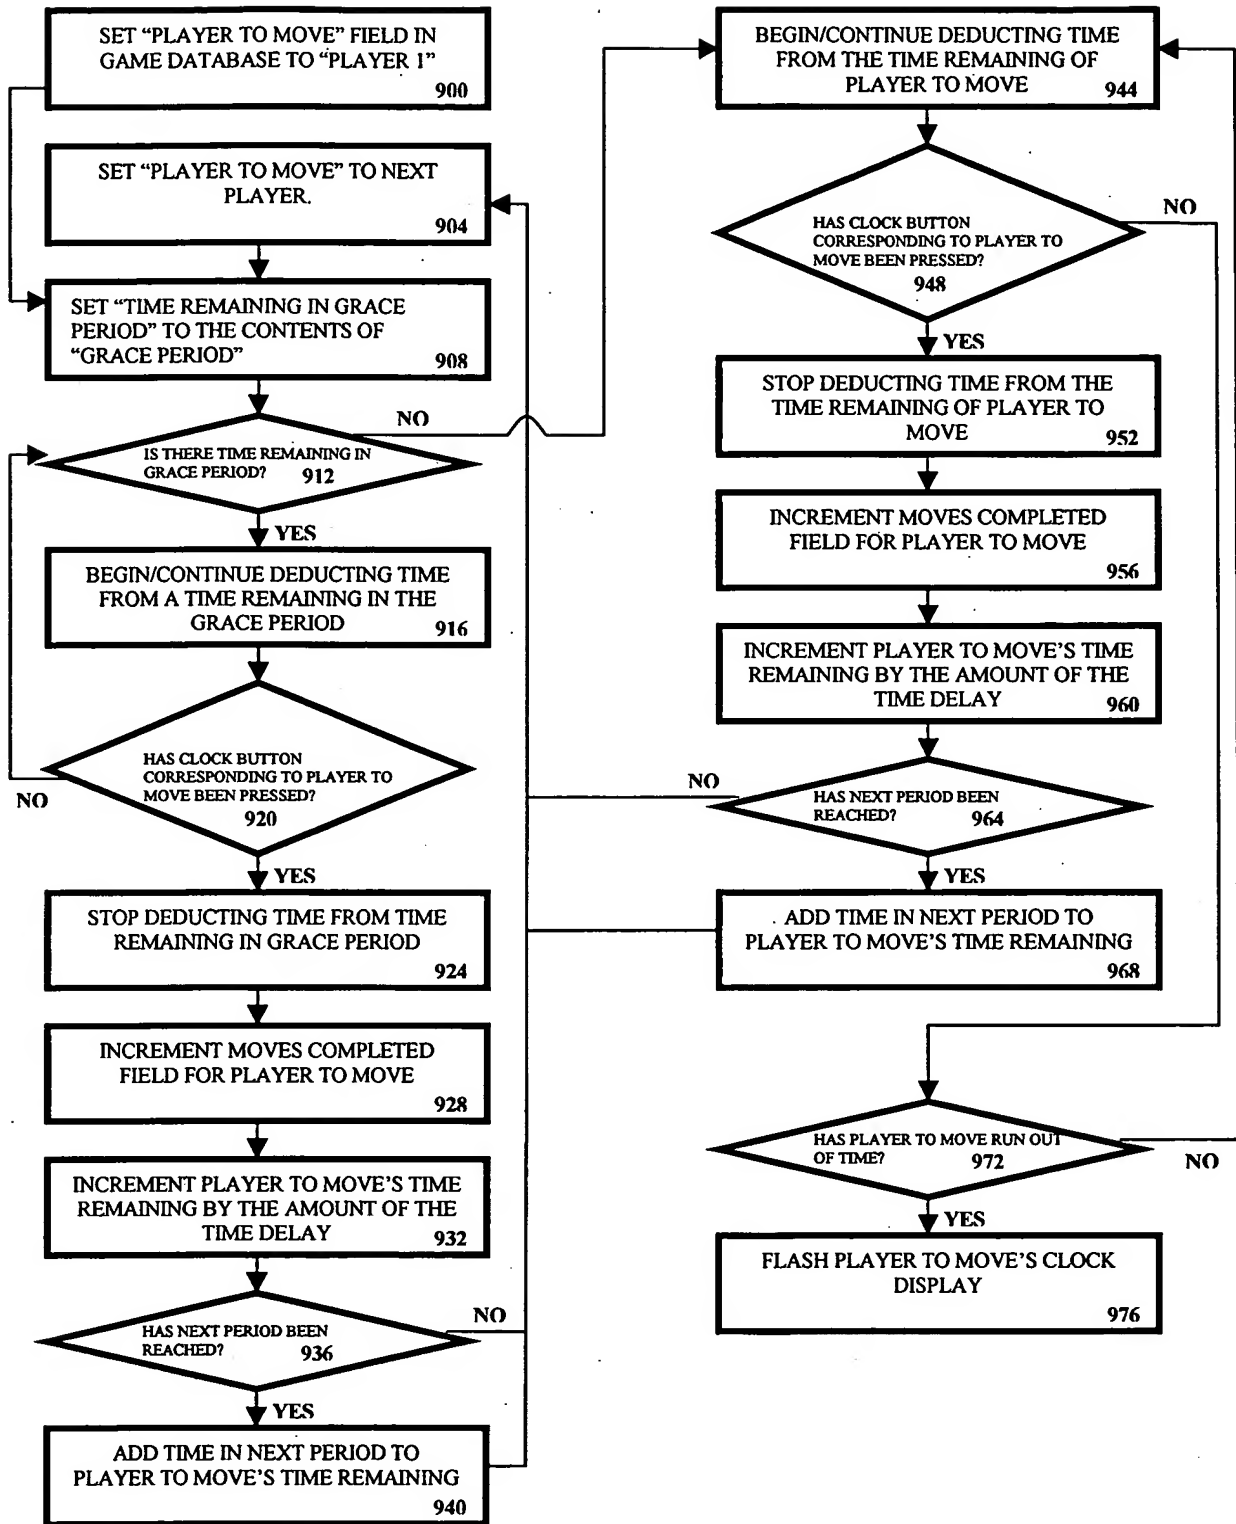 SET “PLAYER TO MOVE” FIELD IN
GAME DATABASE TO “PLAYER 1”
900
SET “PLAYER TO MOVE” TO NEXT
PLAYER.
904
SET “TIME REMAINING IN GRACE
PERIOD” TO THE CONTENTS OF
“GRACE PERIOD”
908
NO
IS THERE TIME REMAINING IN
GRACE PERIOD?
912
YES
BEGIN/CONTINUE DEDUCTING TIME
FROM A TIME REMAINING IN THE
GRACE PERIOD
916
HAS CLOCK BUTTON
CORRESPONDING TO PLAYER TO
MOVE BEEN PRESSED?
920
NO
YES
STOP DEDUCTING TIME FROM TIME
REMAINING IN GRACE PERIOD
924
INCREMENT MOVES COMPLETED
FIELD FOR PLAYER TO MOVE
928
INCREMENT PLAYER TO MOVE’S TIME
REMAINING BY THE AMOUNT OF THE
TIME DELAY
932
NO
HAS NEXT PERIOD BEEN
REACHED?
936
YES
ADD TIME IN NEXT PERIOD TO
PLAYER TO MOVE’S TIME REMAINING
940
BEGIN/CONTINUE DEDUCTING TIME
FROM THE TIME REMAINING OF
PLAYER TO MOVE
944
NO
HAS CLOCK BUTTON
CORRESPONDING TO PLAYER TO
MOVE BEEN PRESSED?
948
YES
STOP DEDUCTING TIME FROM THE
TIME REMAINING OF PLAYER TO
MOVE
952
INCREMENT MOVES COMPLETED
FIELD FOR PLAYER TO MOVE
956
INCREMENT PLAYER TO MOVE’S TIME
REMAINING BY THE AMOUNT OF THE
TIME DELAY
960
NO
HAS NEXT PERIOD BEEN
REACHED?
964
YES
ADD TIME IN NEXT PERIOD TO
PLAYER TO MOVE’S TIME REMAINING
968
HAS PLAYER TO MOVE RUN OUT
OF TIME?
972
NO
YES
FLASH PLAYER TO MOVE’S CLOCK
DISPLAY
976